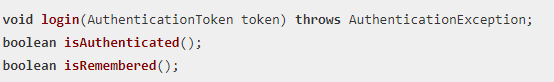 void login(AuthenticationToken token) throws AuthenticationException;
boolean isAuthenticated();
boolean isRemembered();